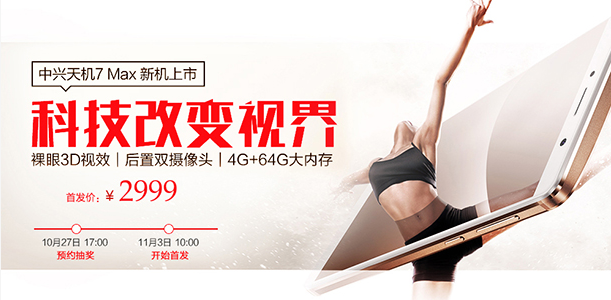 中兴天机7 Max 新机上市
科技改变视界
裸眼3D视效 | 后置双摄像头 | 4G+64G大内存
首发价: ¥ 2999
10月27日 17:00 11月3日 10:00
预约抽奖 开始首发